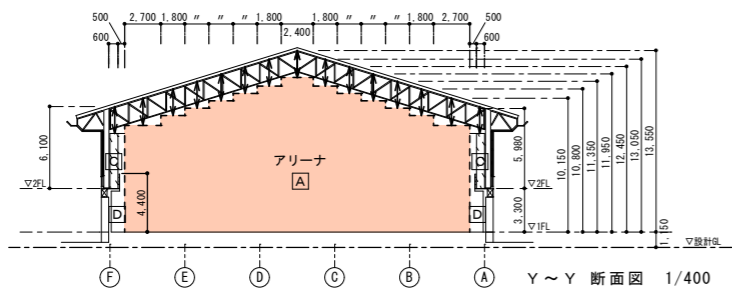 500
600
2,700
1,800
〃
〃
〃
1,800
2,400
1,800
〃
〃
〃
1,800
2,700
500
600
6,100
▽2FL
C
D
4,400
アリーナ
A
C
D
5,980
▽2FL
3,300
▽1FL
10,150
10,800
11,350
11,950
12,450
13,050
13,550
1,150
▽設計GL
F
E
D
C
B
A
Y～Y 断面図 1/400